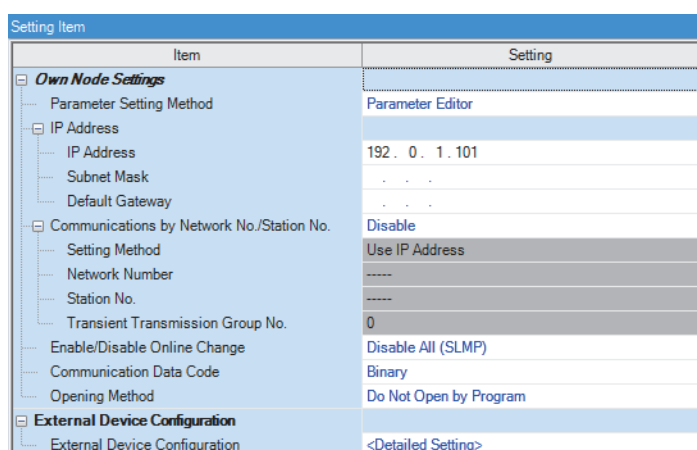 Setting Item
Item Setting
Own Node Settings
Parameter Setting Method Parameter Editor
IP Address
IP Address 192 . 0 . 1 . 101
Subnet Mask . . .
Default Gateway . . .
Communications by Network No./Station No. Disable
Setting Method Use IP Address
Network Number -----
Station No. -----
Transient Transmission Group No. 0
Enable/Disable Online Change Disable All (SLMP)
Communication Data Code Binary
Opening Method Do Not Open by Program
External Device Configuration
External Device Configuration <Detailed Setting>